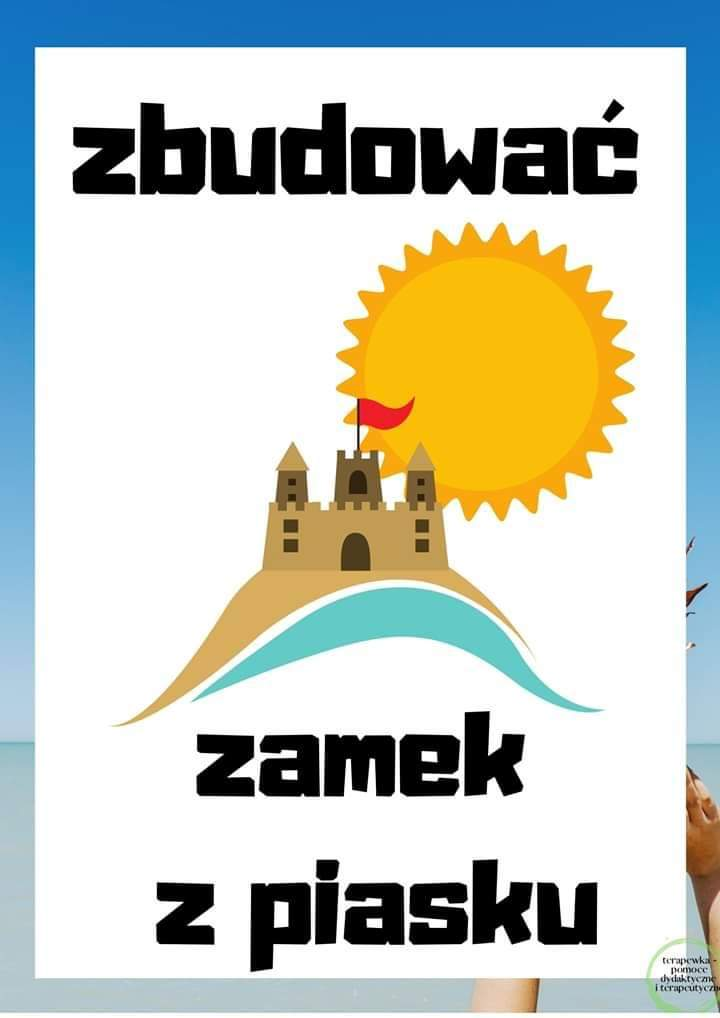 zbudować
zamek
z piasku
terapewka -
pomoce
dydaktyczne
i terapeutyczne